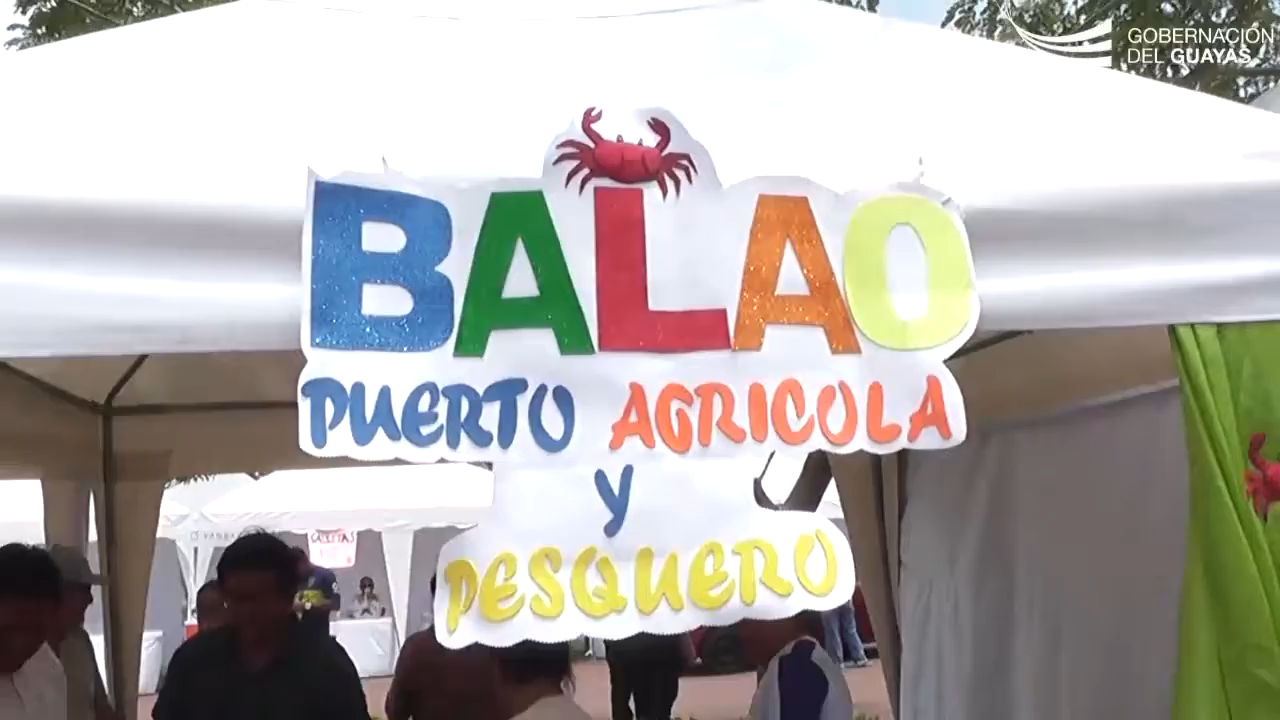 GOBERNACIÓN
DEL GUAYAS
BALAO
PUERTO AGRICOLA
Y
PESQUERO